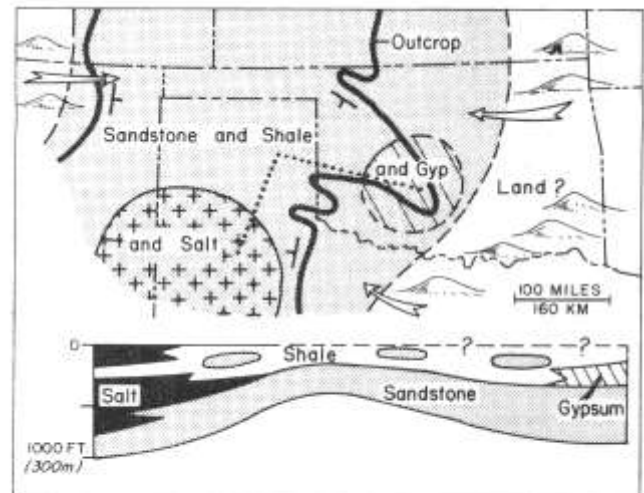 Outcrop
Sandstone and Shale
and Gyp
Land ?
and Salt
100 MILES
160 KM
0
Shale
?
?
Salt
Sandstone
Gypsum
1000 FT.
(300m)